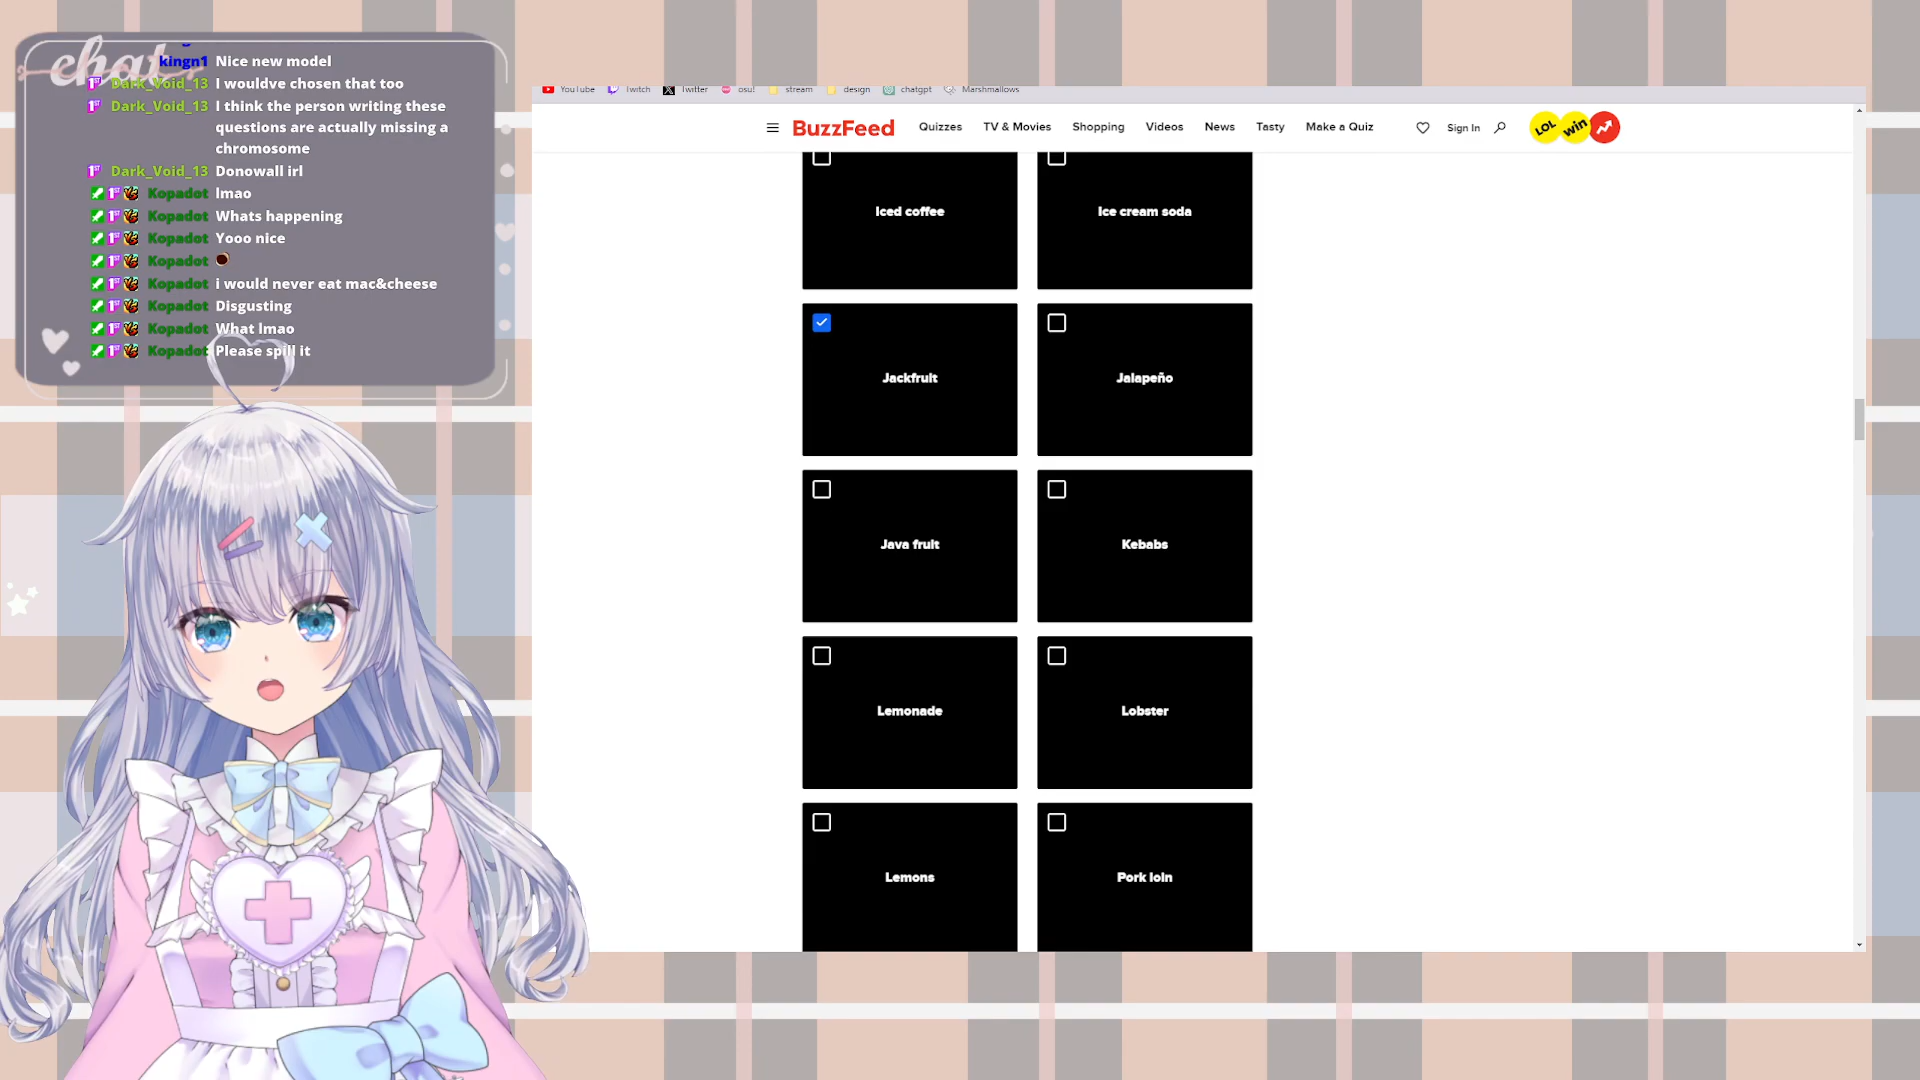 chat
kingn1 Nice new model
Dark_Void_13 I wouldve chosen that too
Dark_Void_13 I think the person writing these
questions are actually missing a
chromosome
Dark_Void_13 Donowall irl
Kopadot lmao
Kopadot Whats happening
Kopadot Yooo nice
Kopadot
Kopadot i would never eat mac&cheese
Kopadot Disgusting
Kopadot What lmao
Kopadot Please spill it
YouTube Twitch Twitter osu! stream design chatgpt Marshmallows
BuzzFeed Quizzes TV & Movies Shopping Videos News Tasty Make a Quiz Sign In LOL win
Iced coffee Ice cream soda
Jackfruit Jalapeño
Java fruit Kebabs
Lemonade Lobster
Lemons Pork loin